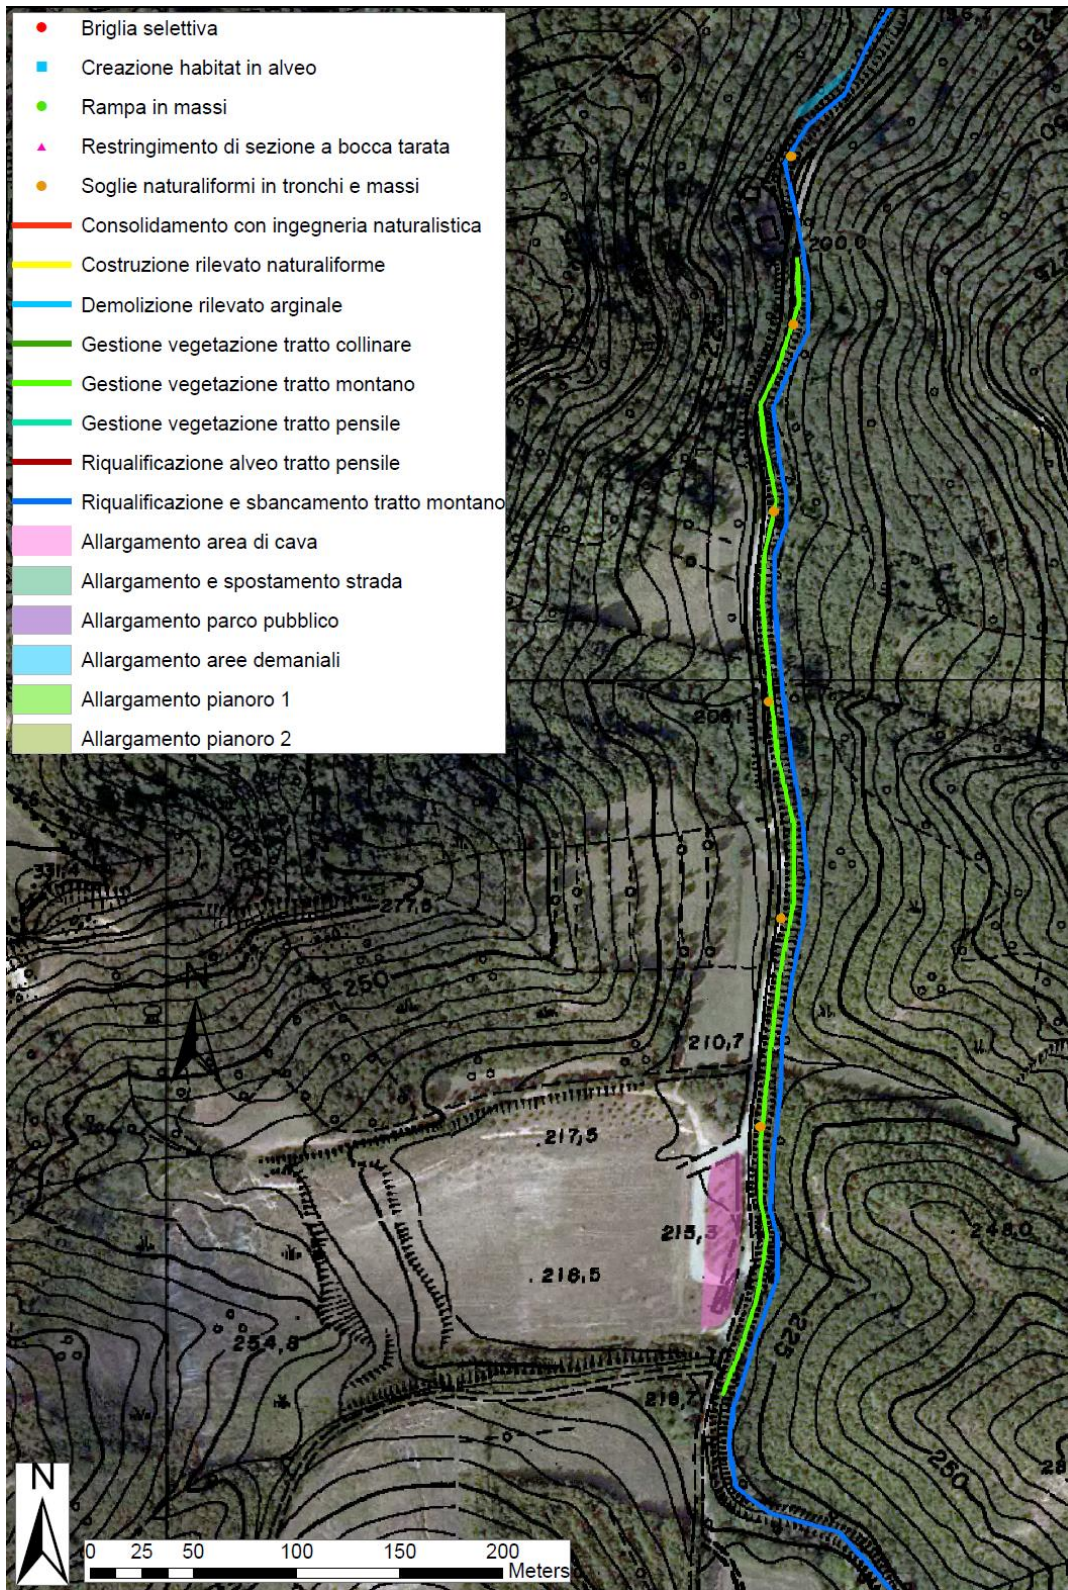 Briglia selettiva
Creazione habitat in alveo
Rampa in massi
Restringimento di sezione a bocca tarata
Soglie naturaliformi in tronchi e massi
Consolidamento con ingegneria naturalistica
Costruzione rilevato naturaliforme
Demolizione rilevato arginale
Gestione vegetazione tratto collinare
Gestione vegetazione tratto montano
Gestione vegetazione tratto pensile
Riqualificazione alveo tratto pensile
Riqualificazione e sbancamento tratto montano
Allargamento area di cava
Allargamento e spostamento strada
Allargamento parco pubblico
Allargamento aree demaniali
Allargamento pianoro 1
Allargamento pianoro 2
200,0
331,4
277,5
N
210,7
217,5
215,3
218,5
225
250
N
0 25 50 100 150 200
Meters